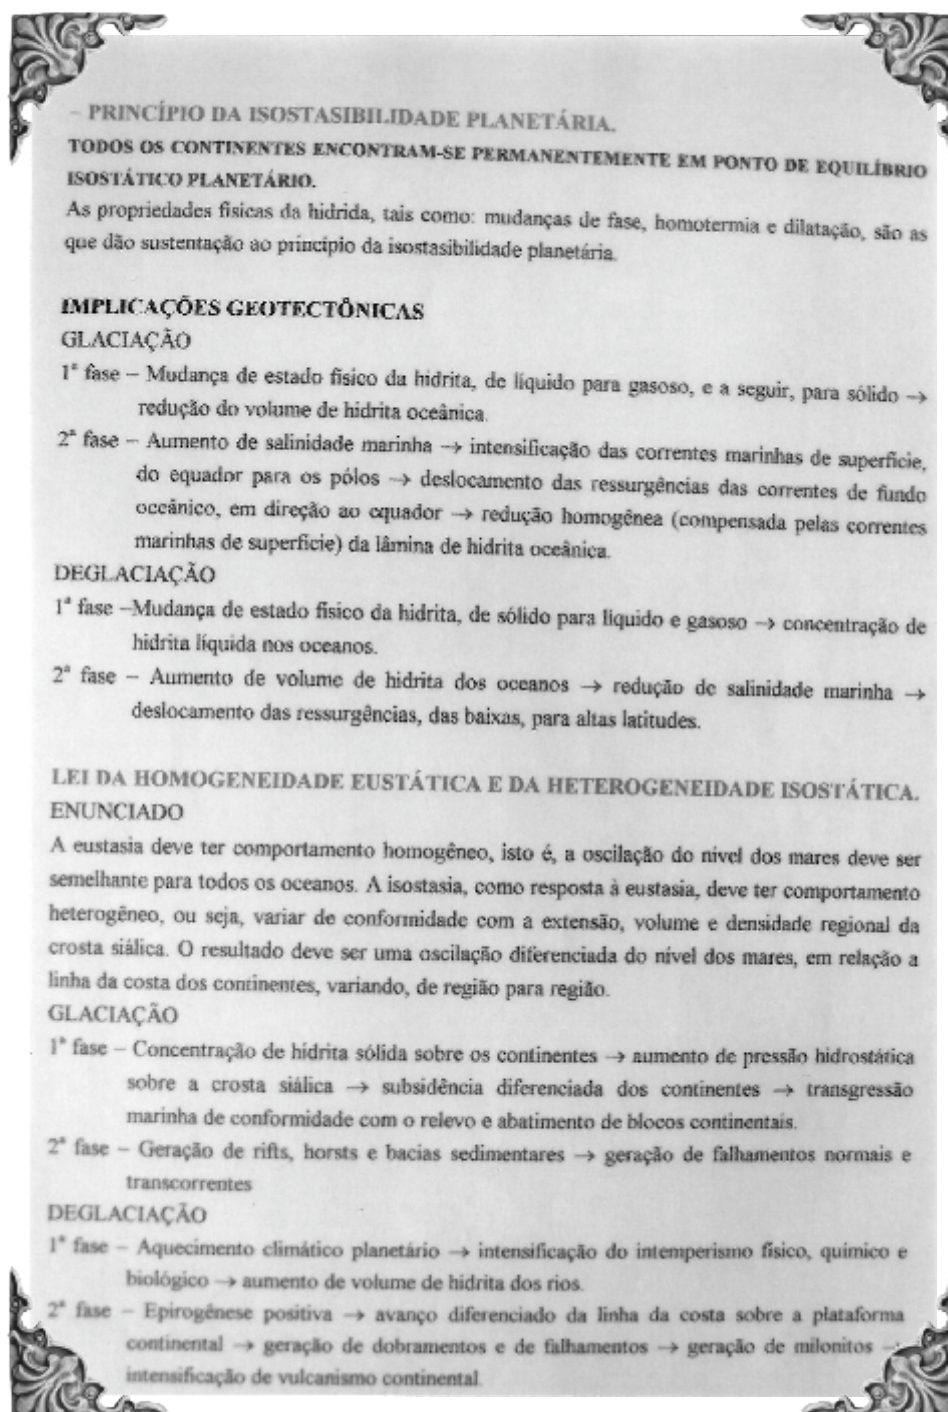 – PRINCÍPIO DA ISOSTASIBILIDADE PLANETÁRIA.
TODOS OS CONTINENTES ENCONTRAM-SE PERMANENTEMENTE EM PONTO DE EQUILÍBRIO
ISOSTÁTICO PLANETÁRIO.
As propriedades físicas da hidrida, tais como: mudanças de fase, homotermia e dilatação, são as
que dão sustentação ao princípio da isostasibilidade planetária.
IMPLICAÇÕES GEOTECTÔNICAS
GLACIAÇÃO
1ª fase – Mudança de estado físico da hidrita, de líquido para gasoso, e a seguir, para sólido →
redução do volume de hidrita oceânica.
2ª fase – Aumento de salinidade marinha → intensificação das correntes marinhas de superfície,
do equador para os pólos → deslocamento das ressurgências das correntes de fundo
oceânico, em direção ao equador → redução homogênea (compensada pelas correntes
marinhas de superfície) da lâmina de hidrita oceânica.
DEGLACIAÇÃO
1ª fase –Mudança de estado físico da hidrita, de sólido para líquido e gasoso → concentração de
hidrita líquida nos oceanos.
2ª fase – Aumento de volume de hidrita dos oceanos → redução de salinidade marinha →
deslocamento das ressurgências, das baixas, para altas latitudes.
LEI DA HOMOGENEIDADE EUSTÁTICA E DA HETEROGENEIDADE ISOSTÁTICA.
ENUNCIADO
A eustasia deve ter comportamento homogêneo, isto é, a oscilação do nível dos mares deve ser
semelhante para todos os oceanos. A isostasia, como resposta à eustasia, deve ter comportamento
heterogêneo, ou seja, variar de conformidade com a extensão, volume e densidade regional da
crosta siálica. O resultado deve ser uma oscilação diferenciada do nível dos mares, em relação a
linha da costa dos continentes, variando, de região para região.
GLACIAÇÃO
1ª fase – Concentração de hidrita sólida sobre os continentes → aumento de pressão hidrostática
sobre a crosta siálica → subsidência diferenciada dos continentes → transgressão
marinha de conformidade com o relevo e abatimento de blocos continentais.
2ª fase – Geração de rifts, horsts e bacias sedimentares → geração de falhamentos normais e
transcorrentes
DEGLACIAÇÃO
1ª fase – Aquecimento climático planetário → intensificação do intemperismo físico, químico e
biológico → aumento de volume de hidrita dos rios.
2ª fase – Epirogênese positiva → avanço diferenciado da linha da costa sobre a plataforma
continental → geração de dobramentos e de falhamentos → geração de milonitos →
intensificação de vulcanismo continental.